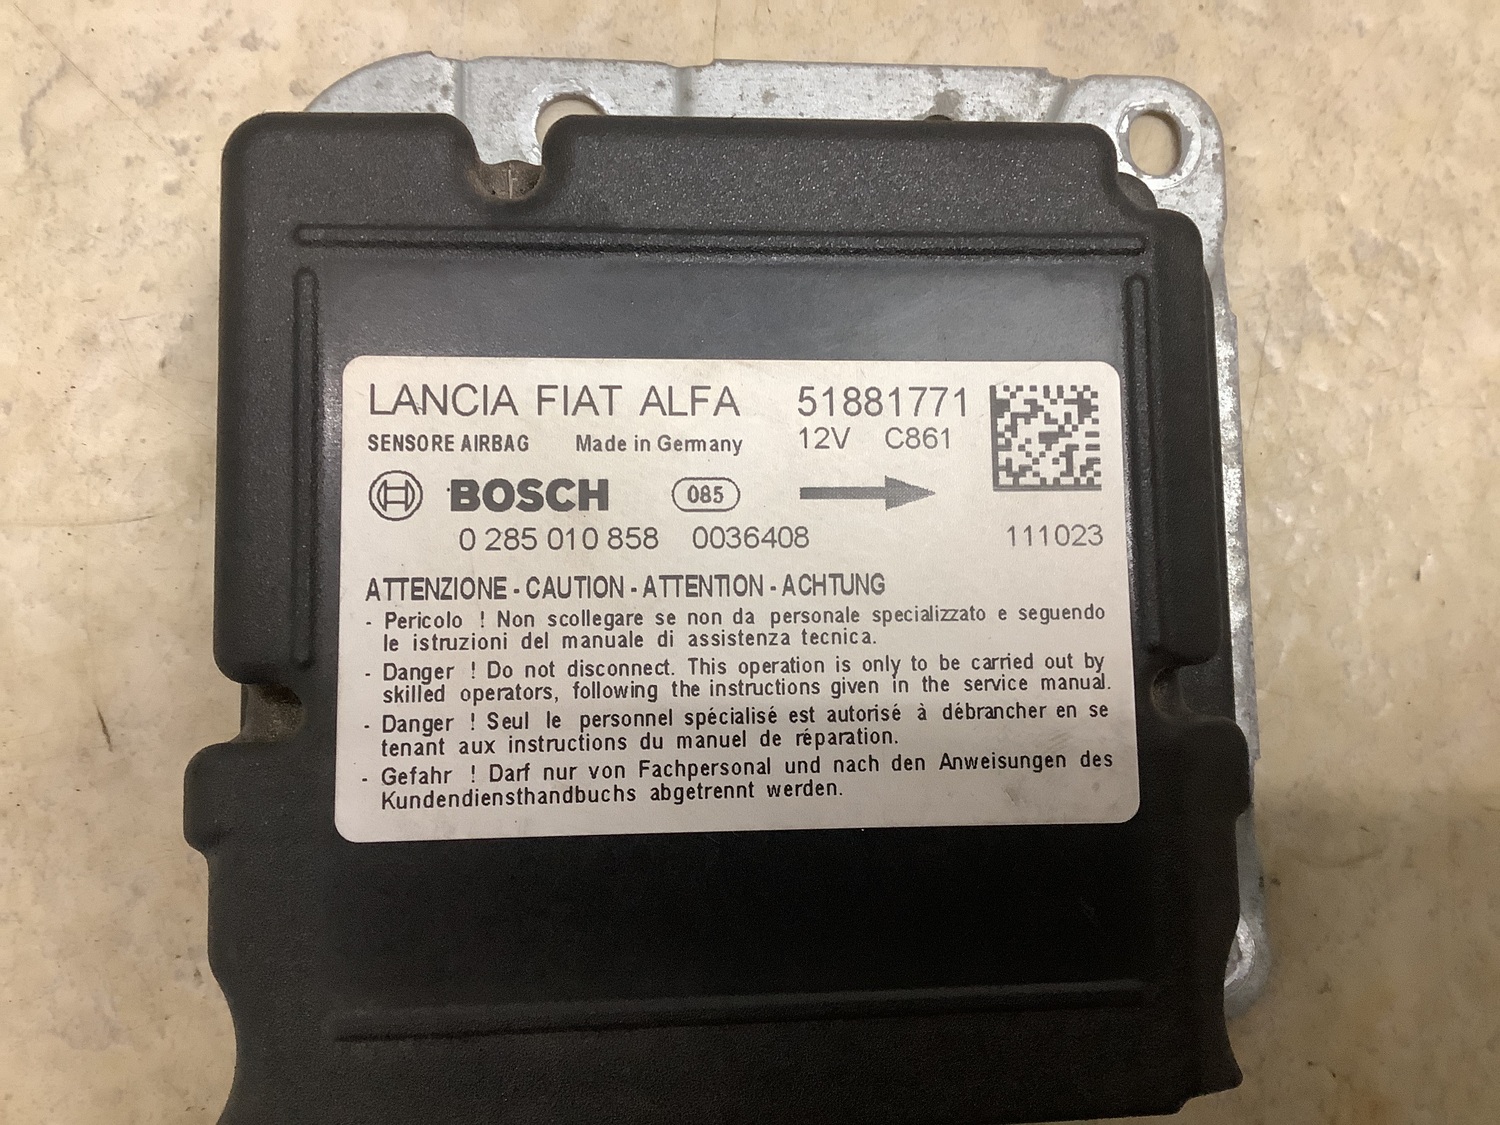 LANCIA FIAT ALFA 51881771
SENSORE AIRBAG Made in Germany 12V C861
BOSCH 085
0 285 010 858 0036408 111023
ATTENZIONE - CAUTION - ATTENTION - ACHTUNG
- Pericolo ! Non scollegare se non da personale specializzato e seguendo
le istruzioni del manuale di assistenza tecnica.
- Danger ! Do not disconnect. This operation is only to be carried out by
skilled operators, following the instructions given in the service manual.
- Danger ! Seul le personnel spécialisé est autorisé à débrancher en se
tenant aux instructions du manuel de réparation.
- Gefahr ! Darf nur von Fachpersonal und nach den Anweisungen des
Kundendiensthandbuchs abgetrennt werden.